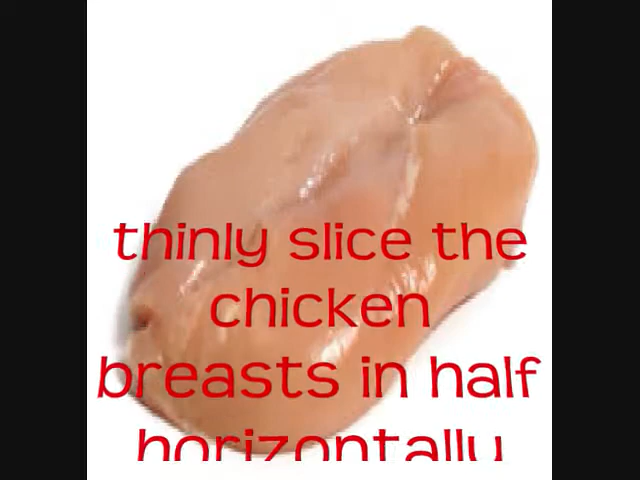 thinly slice the
chicken
breasts in half
horizontally